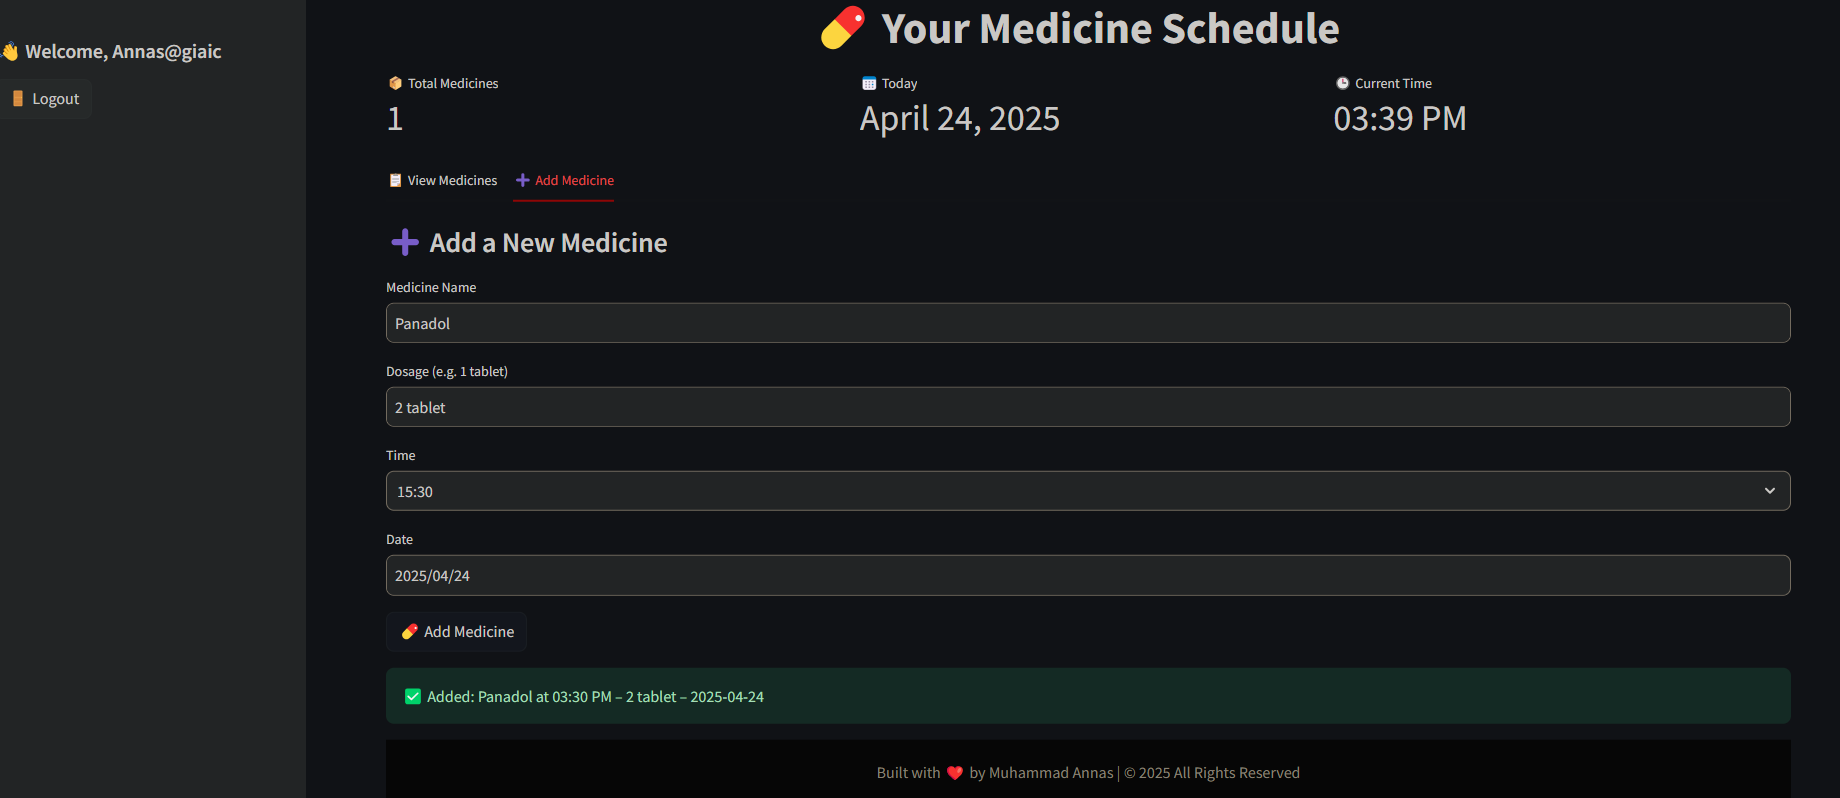 👋 Welcome, Annas@giaic
🚪 Logout
💊 Your Medicine Schedule
📦 Total Medicines
1
📅 Today
April 24, 2025
🕒 Current Time
03:39 PM
📋 View Medicines
➕ Add Medicine
➕ Add a New Medicine
Medicine Name
Panadol
Dosage (e.g. 1 tablet)
2 tablet
Time
15:30
Date
2025/04/24
💊 Add Medicine
✅ Added: Panadol at 03:30 PM – 2 tablet – 2025-04-24
Built with ❤️ by Muhammad Annas | © 2025 All Rights Reserved